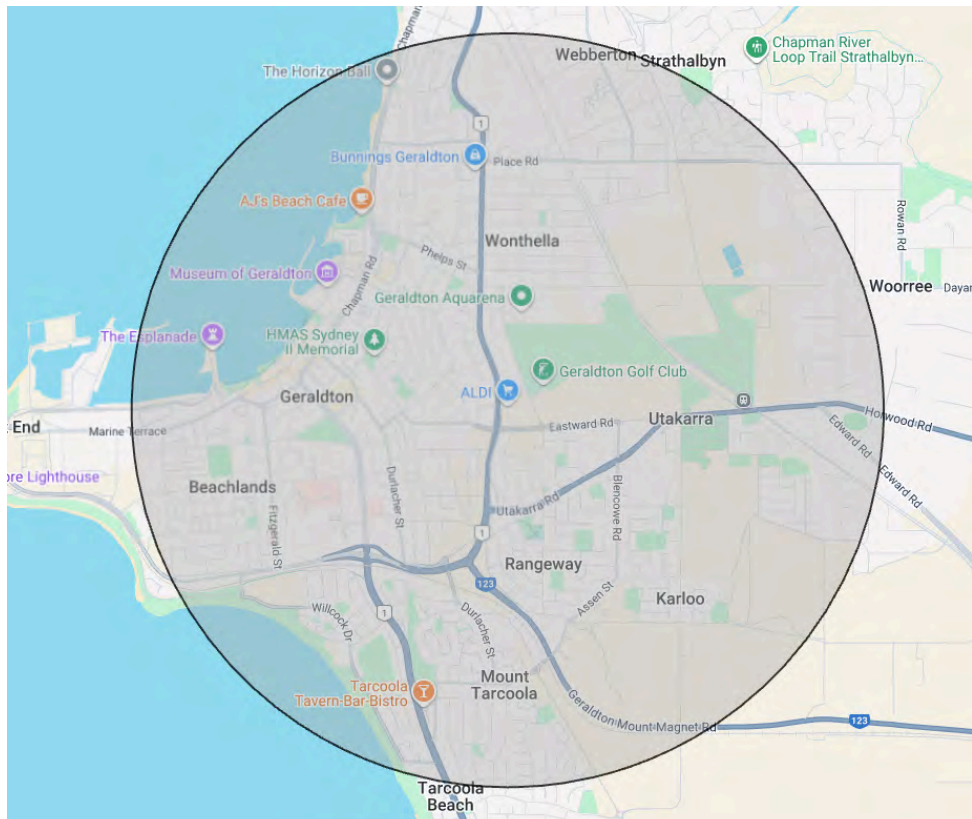 Chapman
Webberton
Strathalbyn
Chapman River
Loop Trail Strathalbyn...
The Horizon Ball
1
Bunnings Geraldton
Place Rd
AJ's Beach Cafe
Rowan Rd
Wonthella
Phelps St
Museum of Geraldton
Chapman Rd
Woorree
Dayar
Geraldton Aquarena
The Esplanade
HMAS Sydney
II Memorial
Geraldton Golf Club
ALDI
Geraldton
Utakarra
Horwood Rd
End
Marine Terrace
Eastward Rd
Edward Rd
ore Lighthouse
Beachlands
Durlacher St
Blencowe Rd
Edward Rd
Utakarra Rd
Fitzgerald St
1
Rangeway
123
Assen St
Karloo
Willcock Dr
1
Durlacher St
Mount
Tarcoola
Tarcoola
Tavern-Bar-Bistro
Geraldton Mount Magnet Rd
123
Tarcoola
Beach